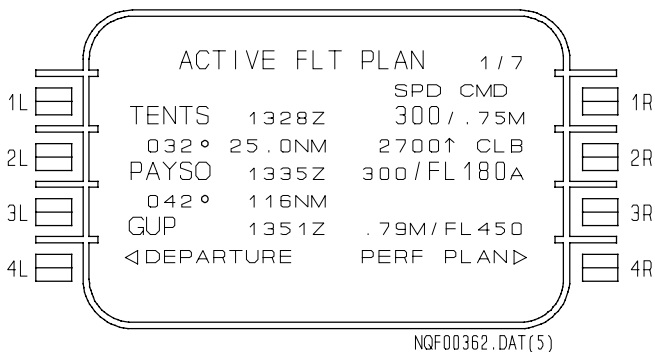 ACTIVE FLT PLAN 1/7
SPD CMD
1L TENTS 1328Z 300/.75M 1R
032° 25.0NM 2700↑ CLB
2L PAYSO 1335Z 300/FL180A 2R
042° 116NM
3L GUP 1351Z .79M/FL450 3R
4L ◁DEPARTURE PERF PLAN▷ 4R
NQF00362.DAT(5)